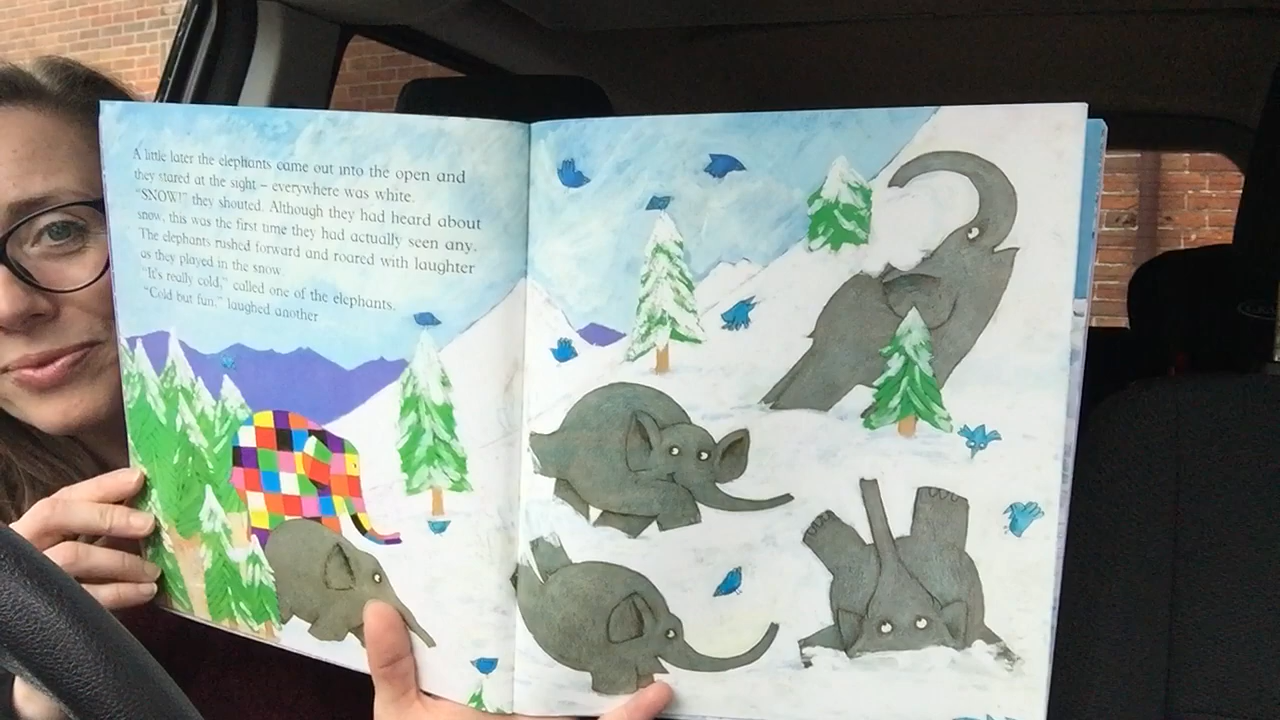 A little later the elephants came out into the open and
they stared at the sight – everywhere was white.
“SNOW!” they shouted. Although they had heard about
snow, this was the first time they had actually seen any.
The elephants rushed forward and roared with laughter
as they played in the snow.
“It's really cold,” called one of the elephants.
“Cold but fun,” laughed another